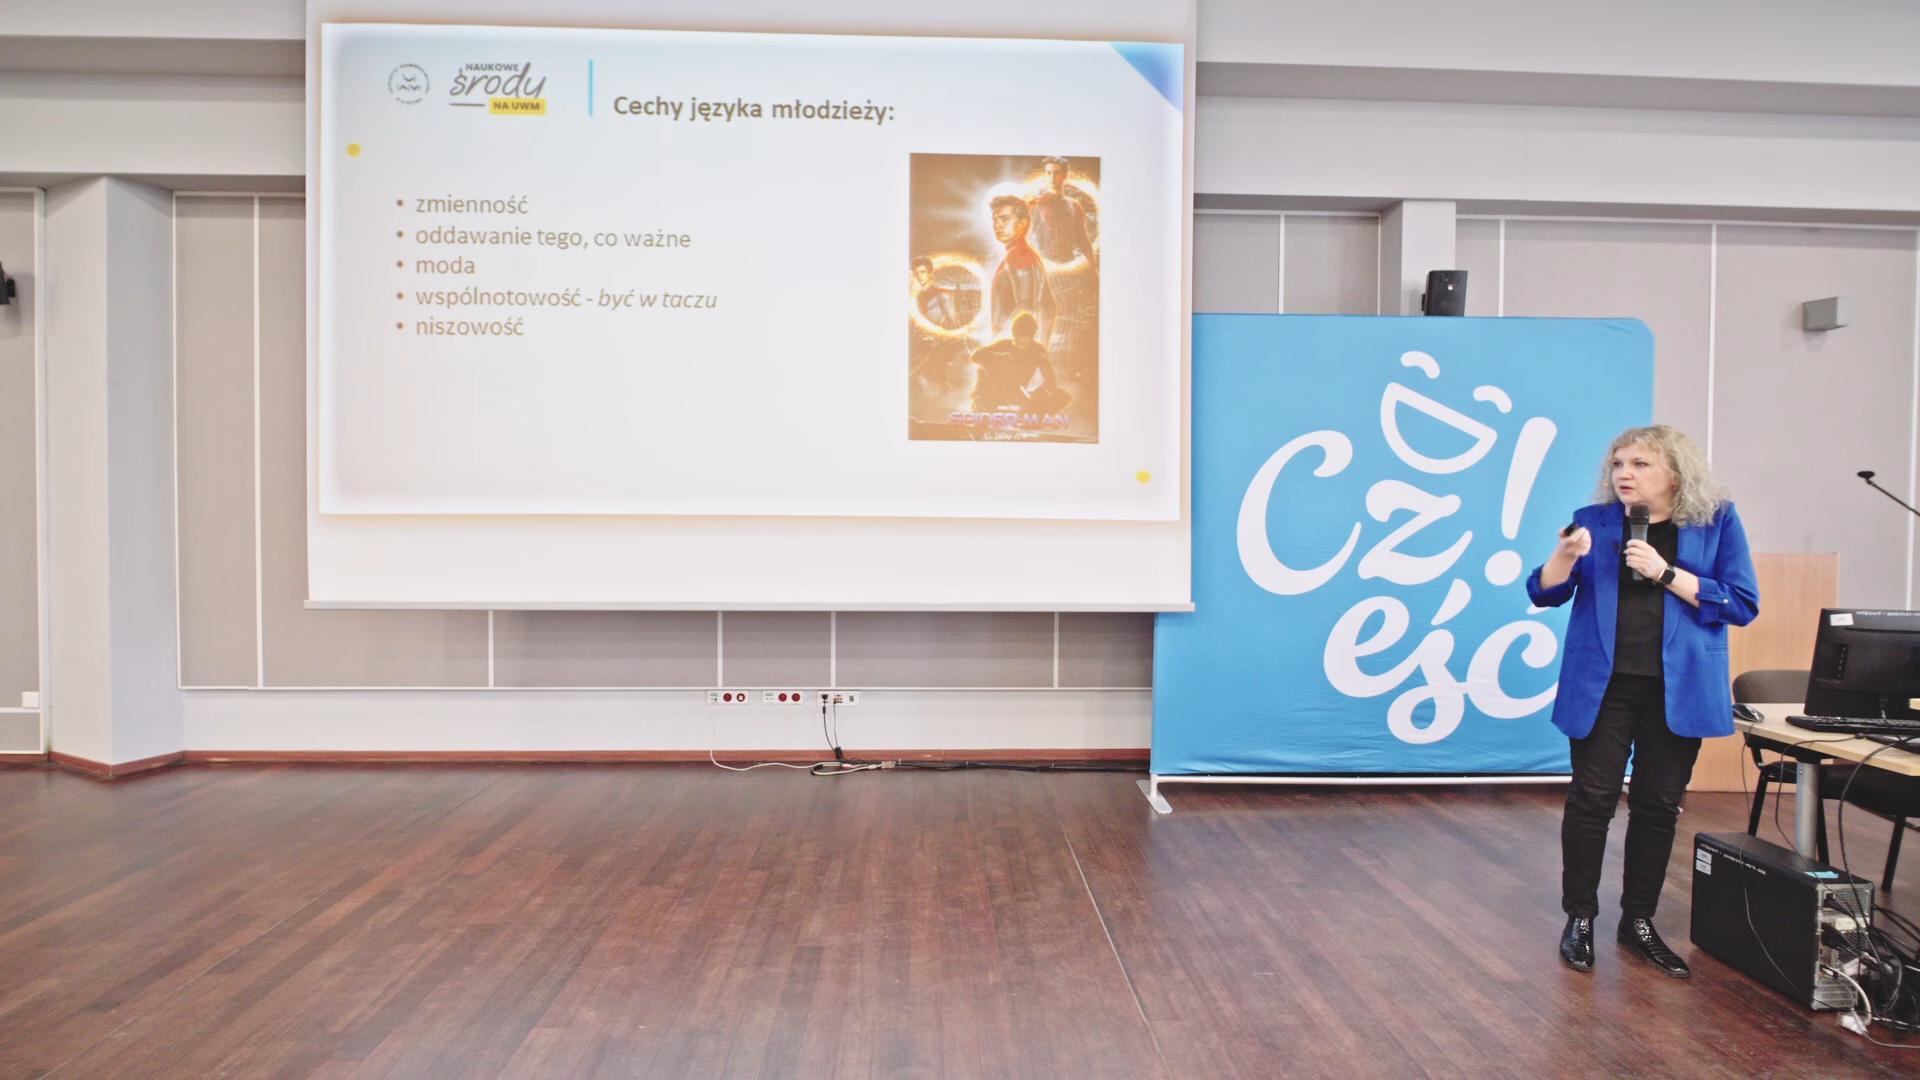 NAUKOWE
środy
NA UWM
Cechy języka młodzieży:
• zmienność
• oddawanie tego, co ważne
• moda
• wspólnotowość - być w taczu
• niszowość
SPIDER-MAN
Cz!
eść